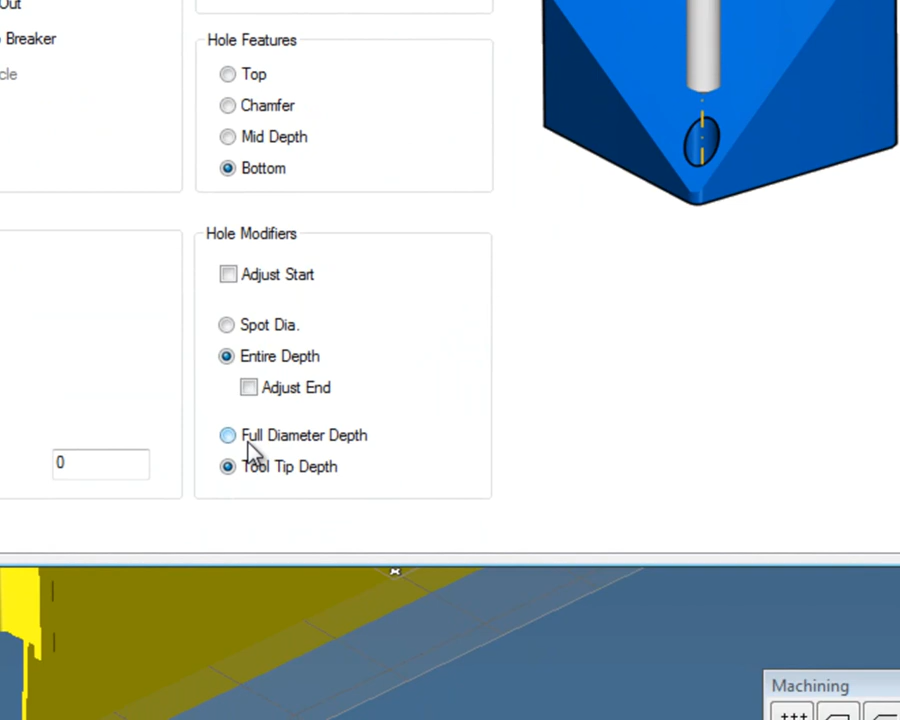 Out
Breaker
cle
Hole Features
Top
Chamfer
Mid Depth
Bottom
Hole Modifiers
Adjust Start
Spot Dia.
Entire Depth
Adjust End
Full Diameter Depth
Tool Tip Depth
0
Machining